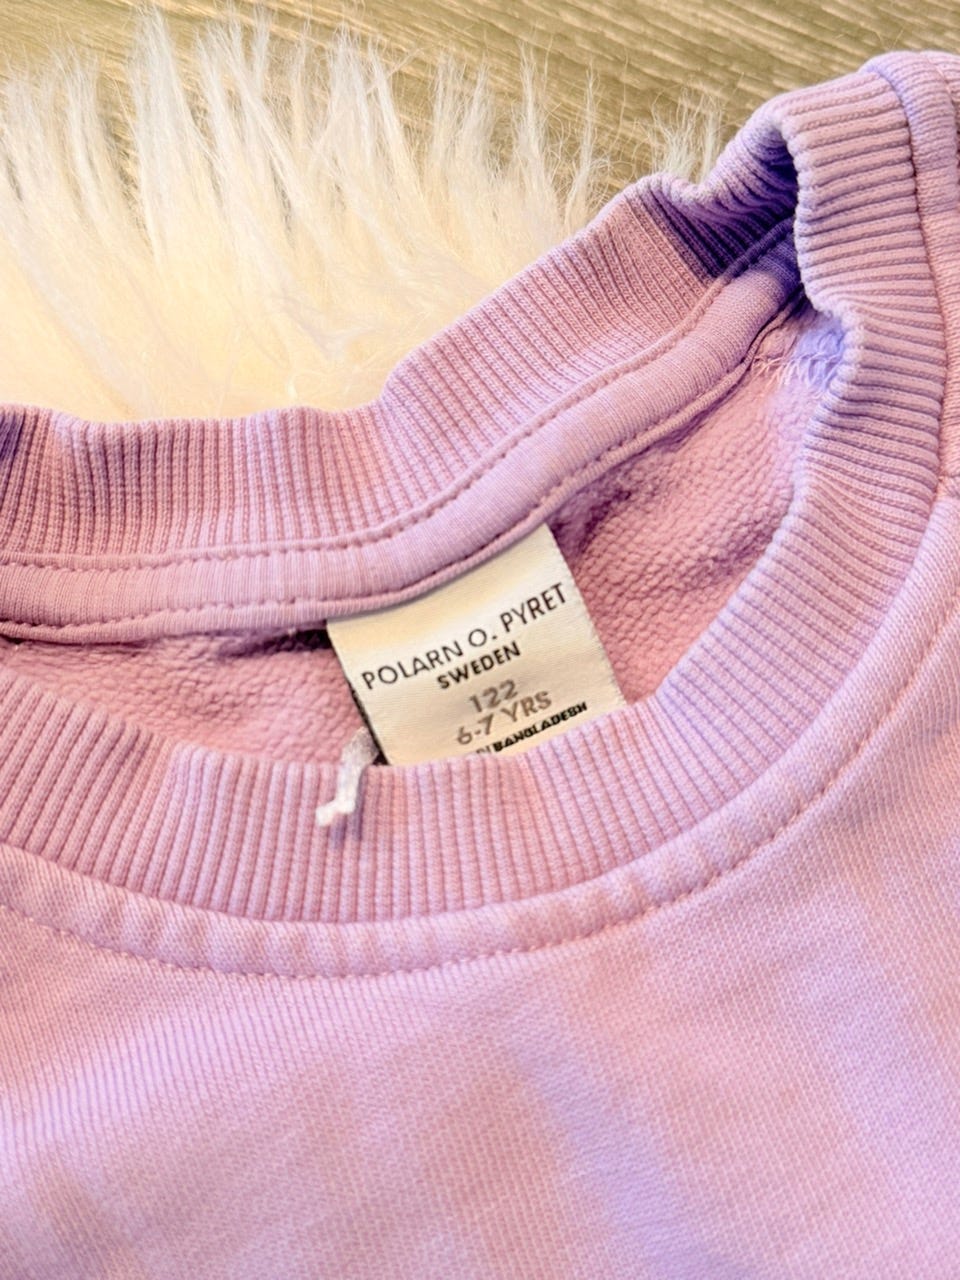 POLARN O. PYRET
SWEDEN
122
6-7 YRS
BANGLADESH